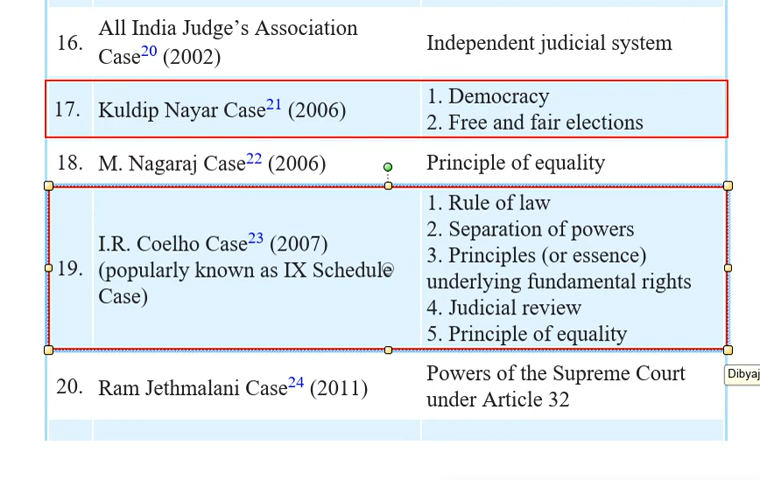 16. All India Judge's Association Independent judicial system
Case20 (2002)
17. Kuldip Nayar Case21 (2006) 1. Democracy
2. Free and fair elections
18. M. Nagaraj Case22 (2006) Principle of equality
19. I.R. Coelho Case23 (2007)
(popularly known as IX Schedule
Case)
1. Rule of law
2. Separation of powers
3. Principles (or essence)
underlying fundamental rights
4. Judicial review
5. Principle of equality
20. Ram Jethmalani Case24 (2011) Powers of the Supreme Court
under Article 32
Dibyaj